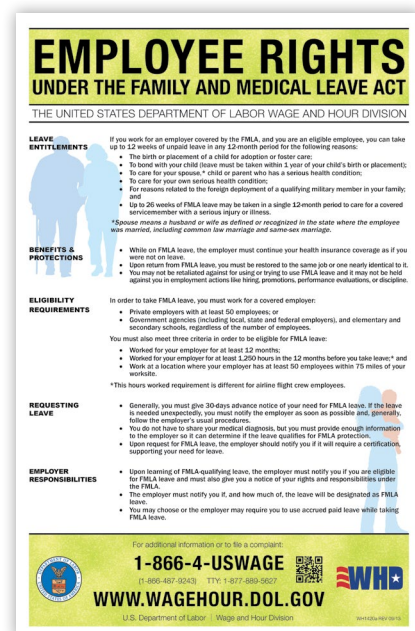 EMPLOYEE RIGHTS
UNDER THE FAMILY AND MEDICAL LEAVE ACT
THE UNITED STATES DEPARTMENT OF LABOR WAGE AND HOUR DIVISION
LEAVE
ENTITLEMENTS
If you work for an employer covered by the FMLA, and you are an eligible employee, you can take
up to 12 weeks of unpaid leave in any 12-month period for the following reasons:
• The birth or placement of a child for adoption or foster care;
• To bond with your child (leave must be taken within 1 year of your child's birth or placement);
• To care for your spouse,* child or parent who has a serious health condition;
• To care for your own serious health condition;
• For reasons related to the foreign deployment of a qualifying military member in your family;
and
• Up to 26 weeks of FMLA leave may be taken in a single 12-month period to care for a covered
servicemember with a serious injury or illness.
*Spouse means a husband or wife as defined or recognized in the state where the employee
was married, including common law marriage and same-sex marriage.
BENEFITS &
PROTECTIONS
• While on FMLA leave, the employer must continue your health insurance coverage as if you
were not on leave.
• Upon return from FMLA leave, you must be restored to the same job or one nearly identical to it.
• You may not be retaliated against for using or trying to use FMLA leave and it may not be held
against you in employment actions like hiring, promotions, performance evaluations, or discipline.
ELIGIBILITY
REQUIREMENTS
In order to take FMLA leave, you must work for a covered employer:
• Private employers with at least 50 employees; or
• Government agencies (including local, state and federal employers), and elementary and
secondary schools, regardless of the number of employees.
You must also meet three criteria in order to be eligible for FMLA leave:
• Worked for your employer for at least 12 months;
• Worked for your employer for at least 1,250 hours in the 12 months before you take leave;* and
• Work at a location where your employer has at least 50 employees within 75 miles of your
worksite.
*This hours worked requirement is different for airline flight crew employees.
REQUESTING
LEAVE
• Generally, you must give 30-days advance notice of your need for FMLA leave. If the leave
is needed unexpectedly, you must notify the employer as soon as possible and, generally,
follow the employer's usual procedures.
• You do not have to share your medical diagnosis, but you must provide enough information
to the employer so it can determine if the leave qualifies for FMLA protection.
• Upon request for FMLA leave, the employer should notify you if it will require a certification,
supporting your need for leave.
EMPLOYER
RESPONSIBILITIES
• Upon learning of FMLA-qualifying leave, the employer must notify you if you are eligible
for FMLA leave and must also give you a notice of your rights and responsibilities under
the FMLA.
• The employer must notify you if, and how much of, the leave will be designated as FMLA
leave.
• You may choose or the employer may require you to use accrued paid leave while taking
FMLA leave.
For additional information or to file a complaint:
1-866-4-USWAGE
(1-866-487-9243) TTY: 1-877-889-5627
WWW.WAGEHOUR.DOL.GOV
U.S. Department of Labor | Wage and Hour Division
WHD